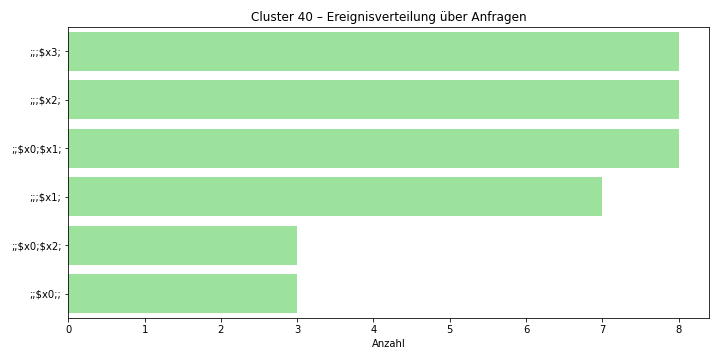 Cluster 40 – Ereignisverteilung über Anfragen
;;;$x3;
;;;$x2;
;;$x0;$x1;
;;;$x1;
;;$x0;$x2;
;;$x0;;
0 1 2 3 4 5 6 7 8
Anzahl